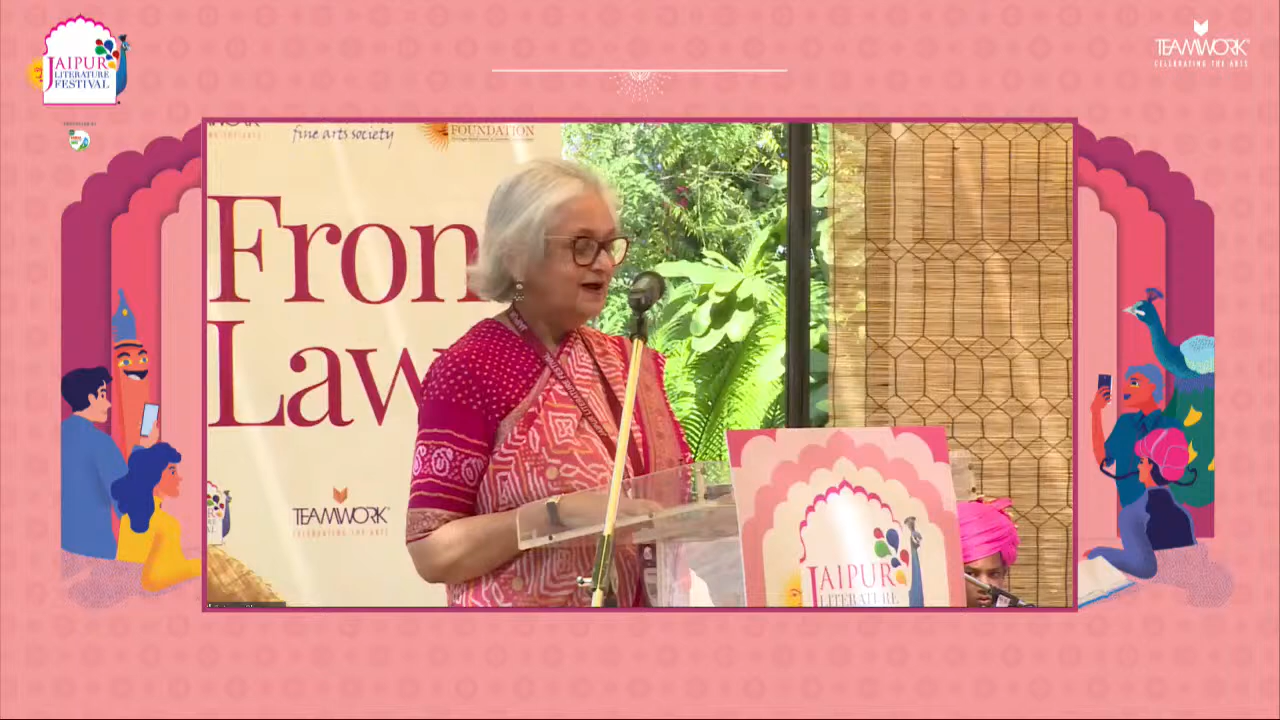 JAIPUR
LITERATURE
FESTIVAL
TEAMWORK
CELEBRATING THE ARTS
fine arts society
FOUNDATION
Fron
Law
TEAMWORK
CELEBRATING THE ARTS
JAIPUR
LITERATURE